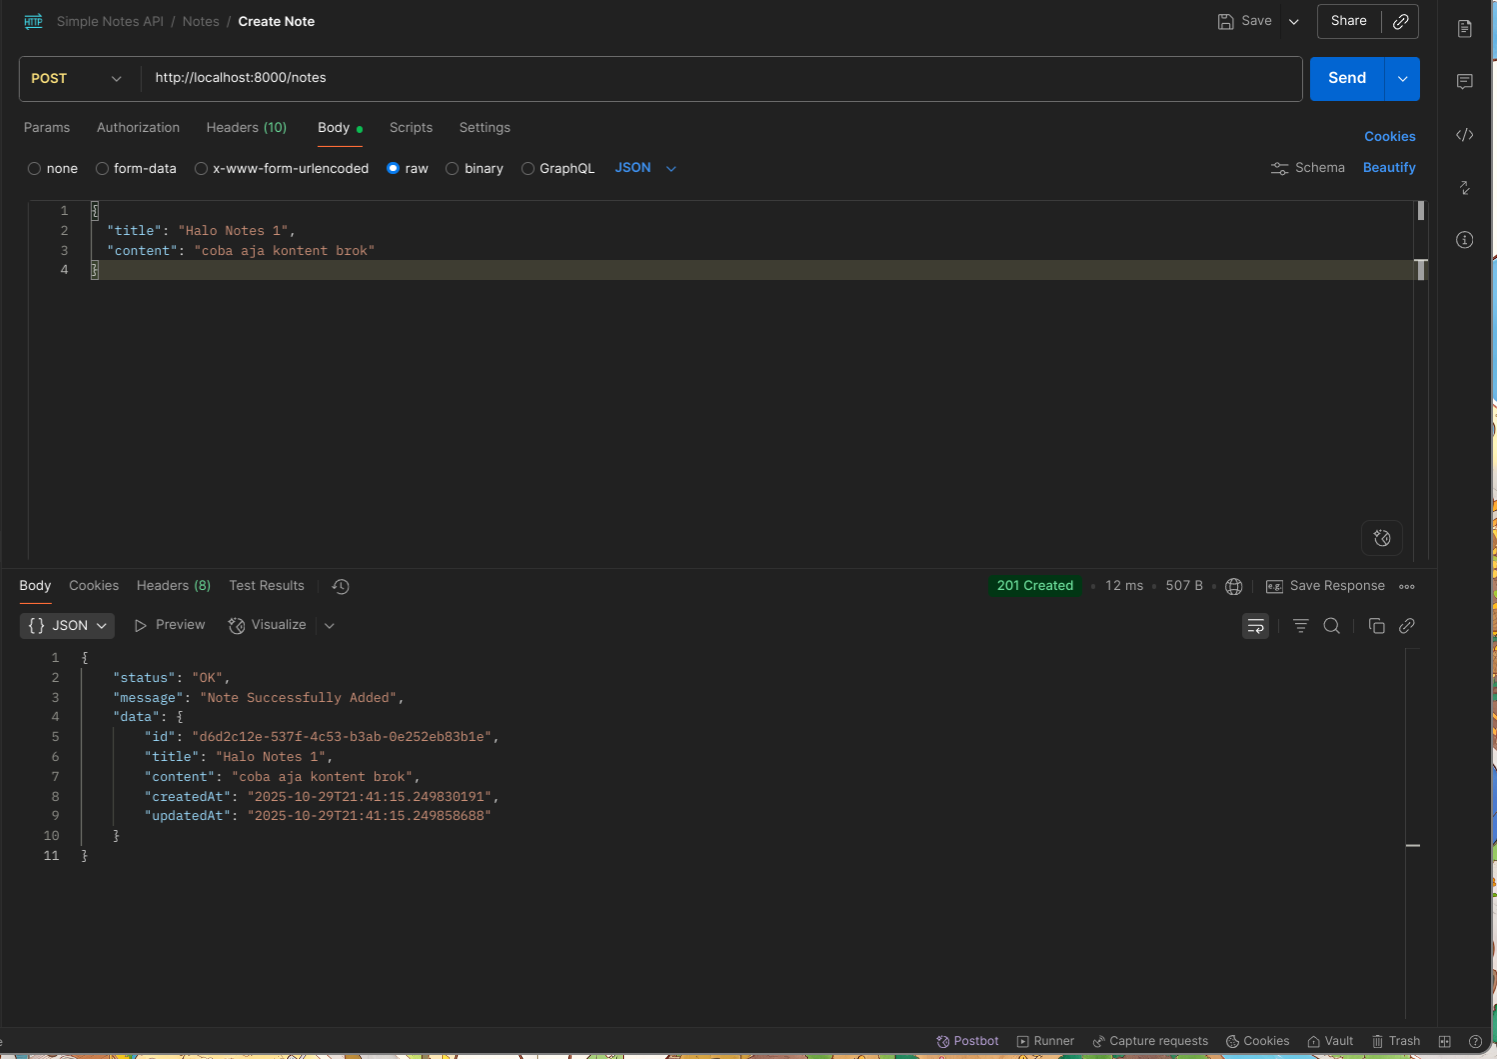 HTTP Simple Notes API / Notes / Create Note Save Share
POST http://localhost:8000/notes Send
Params Authorization Headers (10) Body Scripts Settings Cookies
none form-data x-www-form-urlencoded raw binary GraphQL JSON Schema Beautify
1 {
2 "title": "Halo Notes 1",
3 "content": "coba aja kontent brok"
4 }
Body Cookies Headers (8) Test Results 201 Created • 12 ms • 507 B e.g. Save Response
{} JSON Preview Visualize
1 {
2 "status": "OK",
3 "message": "Note Successfully Added",
4 "data": {
5 "id": "d6d2c12e-537f-4c53-b3ab-0e252eb83b1e",
6 "title": "Halo Notes 1",
7 "content": "coba aja kontent brok",
8 "createdAt": "2025-10-29T21:41:15.249830191",
9 "updatedAt": "2025-10-29T21:41:15.249858688"
10 }
11 }
Postbot Runner Capture requests Cookies Vault Trash